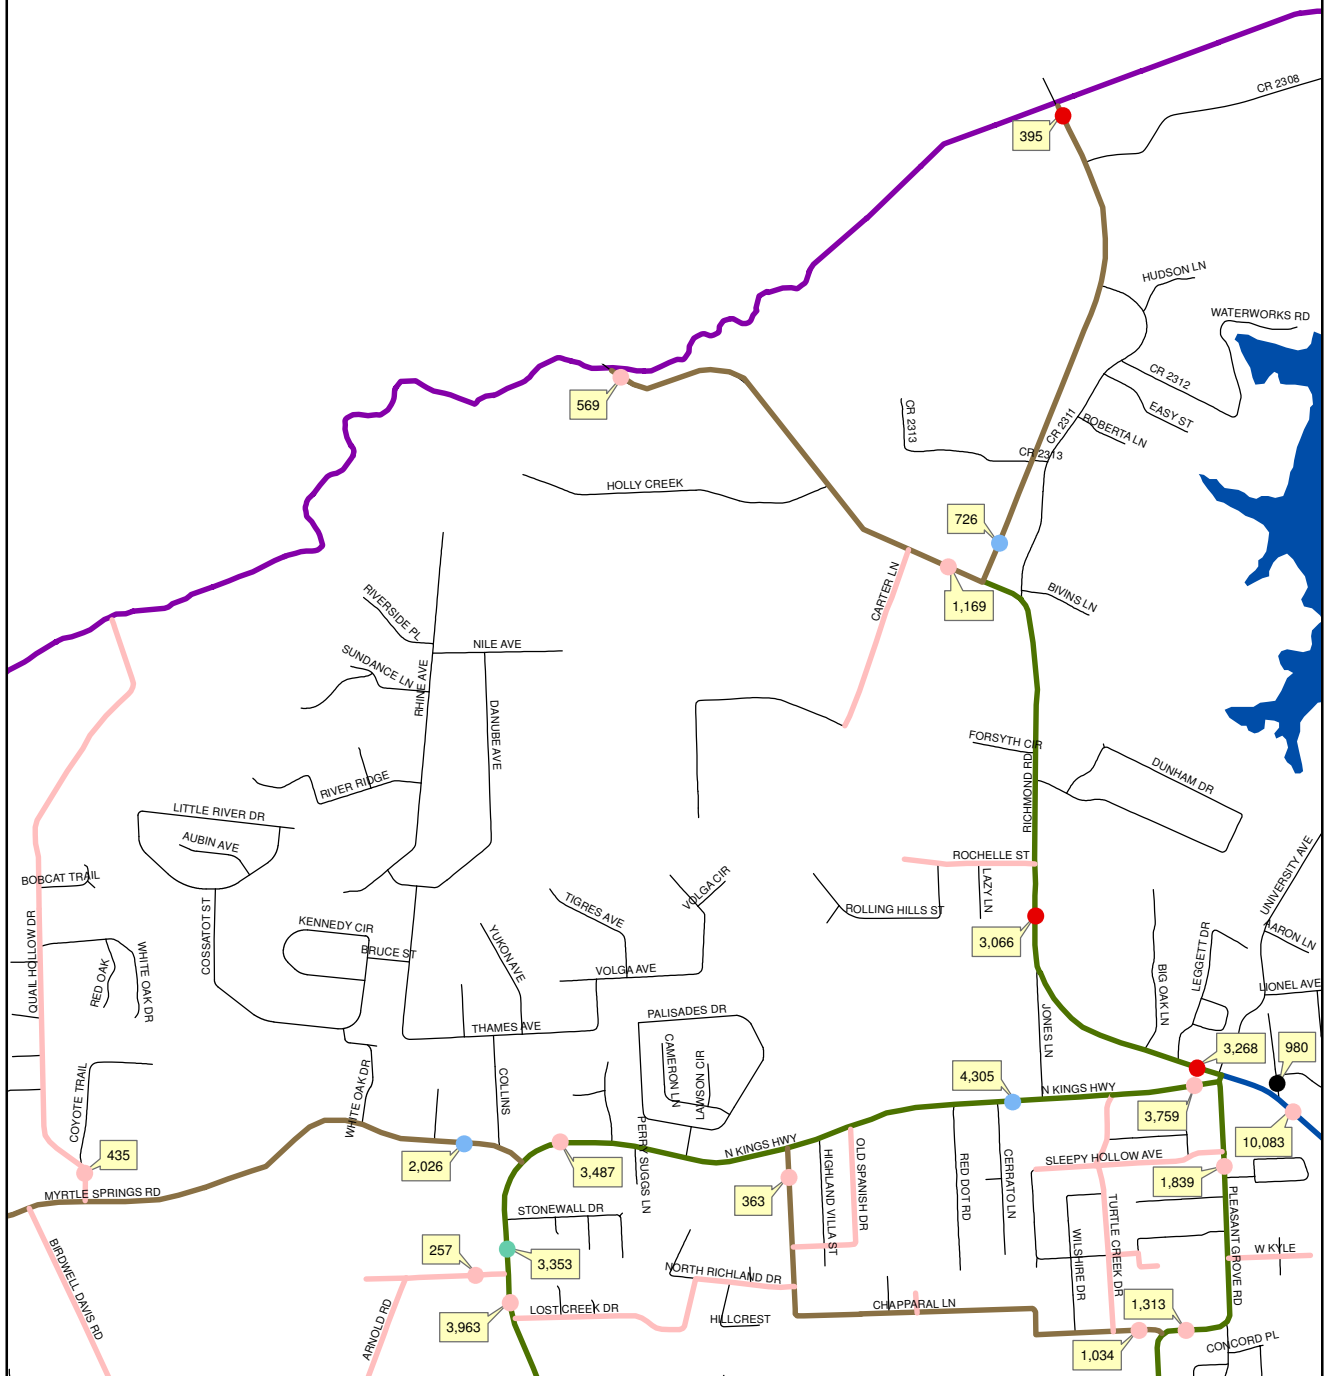 CR 2308
395
HUDSON LN
WATERWORKS RD
CR 2312
569
CR 2313
CR 2311
EASY ST
ROBERTA LN
CR 2313
HOLLY CREEK
726
1,169
CARTER LN
BIVINS LN
RIVERSIDE PL
NILE AVE
SUNDANCE LN
RHINE AVE
DANUBE AVE
FORSYTH CIR
RICHMOND RD
DUNHAM DR
RIVER RIDGE
LITTLE RIVER DR
AUBIN AVE
ROCHELLE ST
UNIVERSITY AVE
BOBCAT TRAIL
VOLGA CIR
LAZY LN
TIGRES AVE
ROLLING HILLS ST
QUAIL HOLLOW DR
COSSATOT ST
KENNEDY CIR
BRUCE ST
YUKON AVE
3,066
AARON LN
LEGGETT DR
RED OAK
WHITE OAK DR
VOLGA AVE
BIG OAK LN
LIONEL AVE
PALISADES DR
THAMES AVE
JONES LN
3,268
980
CAMERON LN
LAWSON CIR
4,305
N KINGS HWY
COYOTE TRAIL
WHITE OAK DR
COLLINS
3,759
10,083
435
2,026
3,487
PERRY SUGGS LN
N KINGS HWY
SLEEPY HOLLOW AVE
1,839
MYRTLE SPRINGS RD
363
HIGHLAND VILLA ST
OLD SPANISH DR
RED DOT RD
CERRATO LN
STONEWALL DR
TURTLE CREEK DR
PLEASANT GROVE RD
WILSHIRE DR
W KYLE
257
3,353
BIRDWELL DAVIS RD
NORTH RICHLAND DR
3,963
LOST CREEK DR
ARNOLD RD
HILLCREST
CHAPPARAL LN
1,313
1,034
CONCORD PL